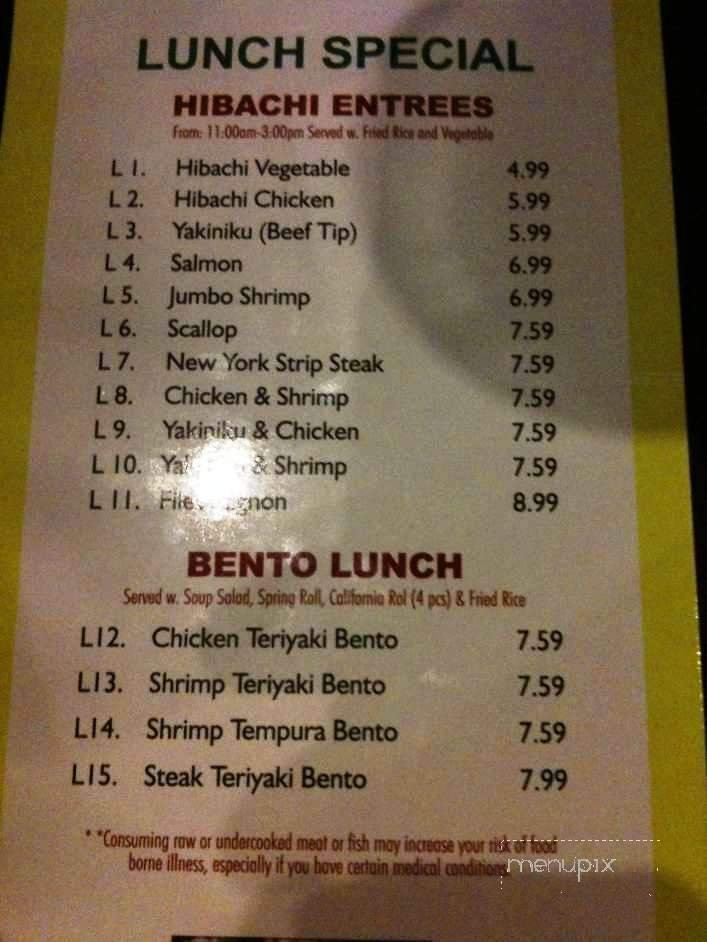 LUNCH SPECIAL
HIBACHI ENTREES
From: 11:00am-3:00pm Served w. Fried Rice and Vegetable
L 1. Hibachi Vegetable 4.99
L 2. Hibachi Chicken 5.99
L 3. Yakiniku (Beef Tip) 5.99
L 4. Salmon 6.99
L 5. Jumbo Shrimp 6.99
L 6. Scallop 7.59
L 7. New York Strip Steak 7.59
L 8. Chicken & Shrimp 7.59
L 9. Yakiniku & Chicken 7.59
L 10. & Shrimp 7.59
L 11. 8.99
BENTO LUNCH
Served w. Soup Salad, Spring Roll, California Rol (4 pcs) & Fried Rice
L12. Chicken Teriyaki Bento 7.59
L13. Shrimp Teriyaki Bento 7.59
L14. Shrimp Tempura Bento 7.59
L15. Steak Teriyaki Bento 7.99
* *Consuming raw or undercooked meat or fish may increase your risk of food
borne illness, especially if you have certain medical conditions.
menupix